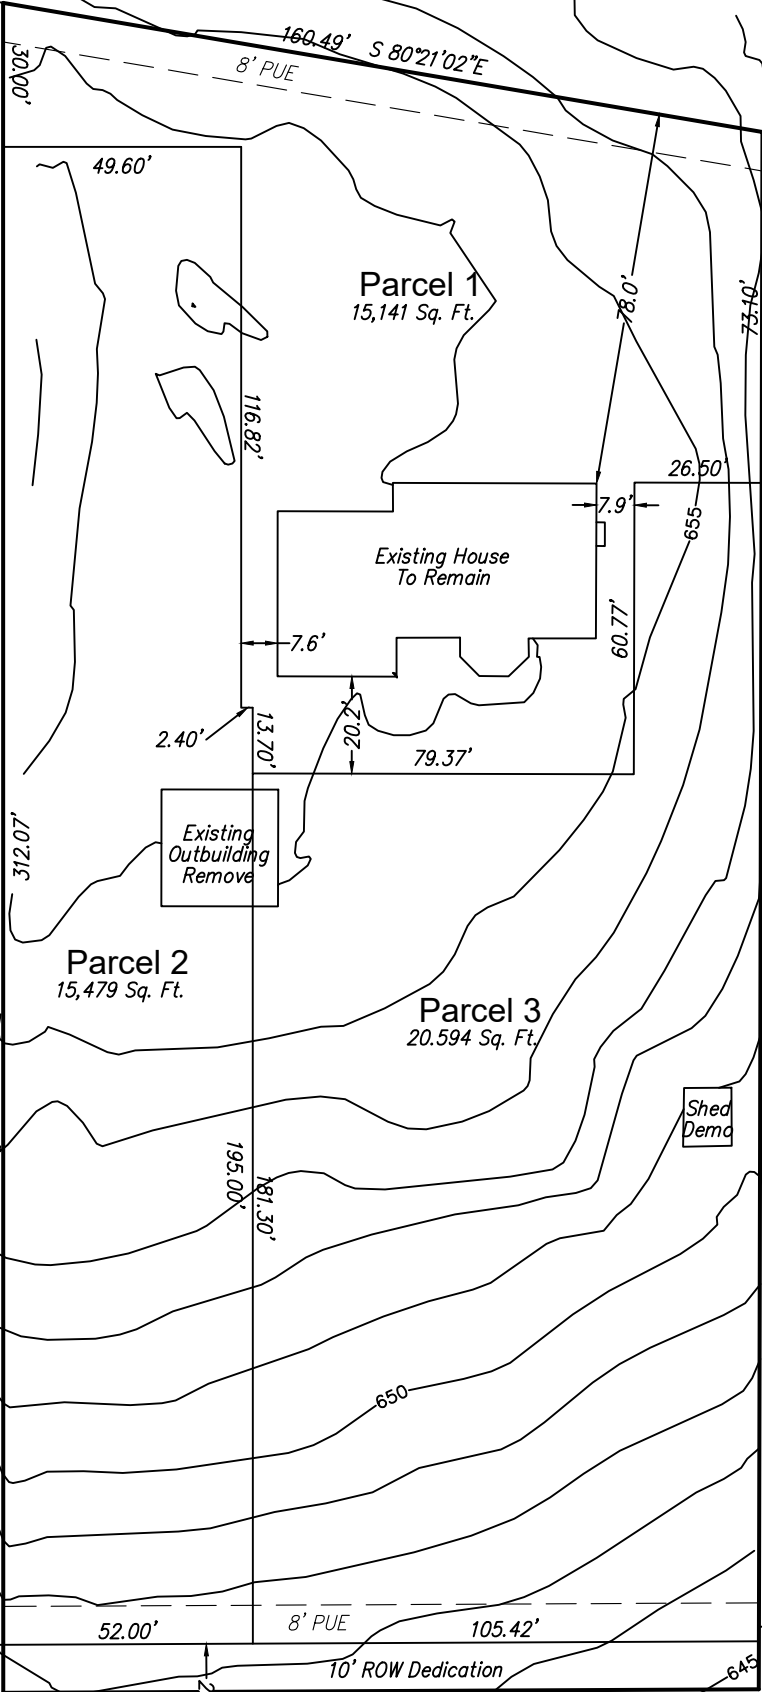 160.49' S 80°21'02"E
8' PUE
30.00'
49.60'
Parcel 1
15,141 Sq. Ft.
78.0'
73.10'
116.82'
26.50'
7.9'
655
Existing House
To Remain
60.77'
7.6'
2.40'
13.70'
20.2'
79.37'
312.07'
Existing
Outbuilding
Remove
Parcel 2
15,479 Sq. Ft.
Parcel 3
20.594 Sq. Ft.
Shed
Demo
195.00'
181.30'
650
52.00'
8' PUE
105.42'
10' ROW Dedication
645
2